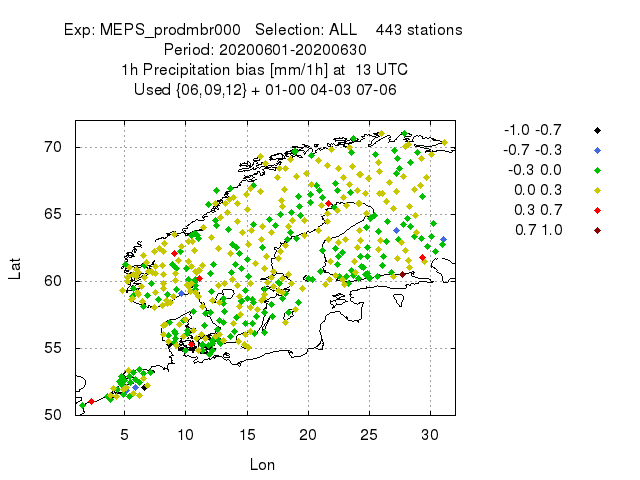 Exp: MEPS_prodmbr000 Selection: ALL 443 stations
Period: 20200601-20200630
1h Precipitation bias [mm/1h] at 13 UTC
Used {06,09,12} + 01-00 04-03 07-06
-1.0 -0.7
-0.7 -0.3
-0.3 0.0
0.0 0.3
0.3 0.7
0.7 1.0
70
65
60
55
50
Lat
5 10 15 20 25 30
Lon